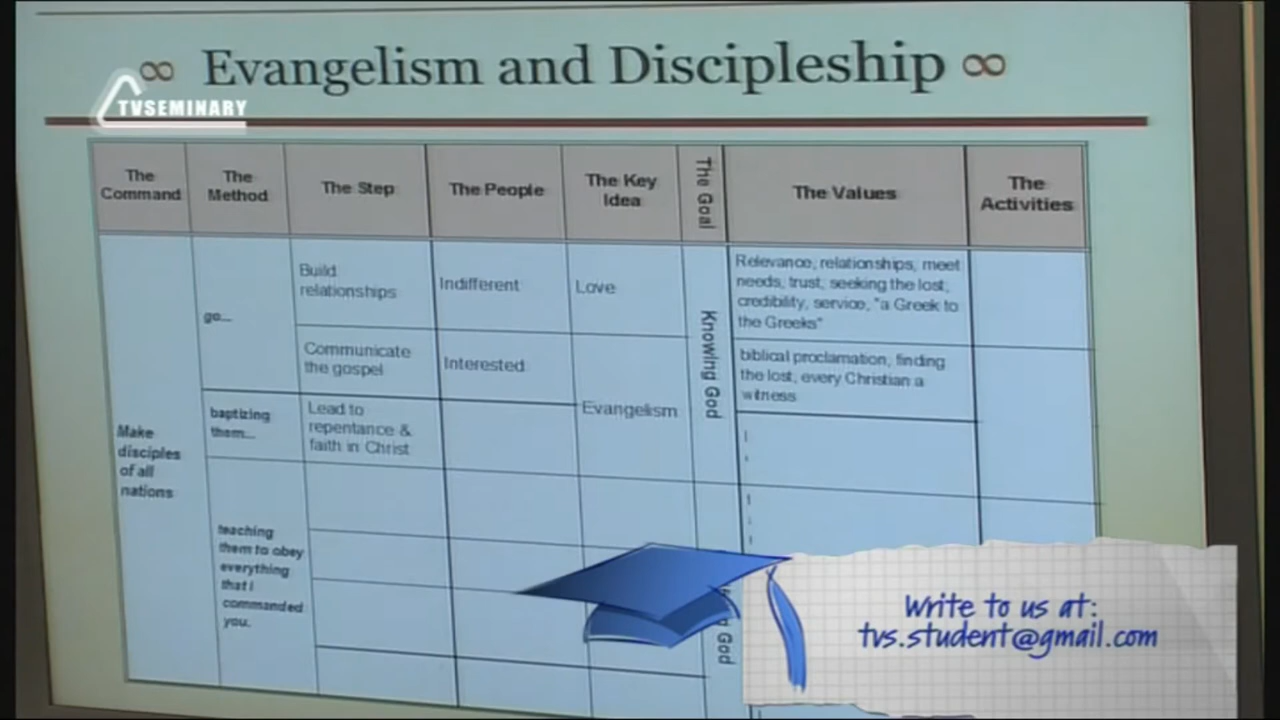 ∞ Evangelism and Discipleship ∞
TVSEMINARY
The
Command
The
Method
The Step
The People
The Key
Idea
The Goal
The Values
The
Activities
Make
disciples
of all
nations
go...
Build
relationships
Indifferent
Love
Knowing God
Relevance, relationships, meet
needs, trust, seeking the lost,
credibility, service, "a Greek to
the Greeks"
Communicate
the gospel
Interested
Evangelism
biblical proclamation, finding
the lost, every Christian a
witness
baptizing
them...
Lead to
repentance &
faith in Christ
teaching
them to obey
everything
that I
commanded
you.
God
Write to us at:
tvs.student@gmail.com